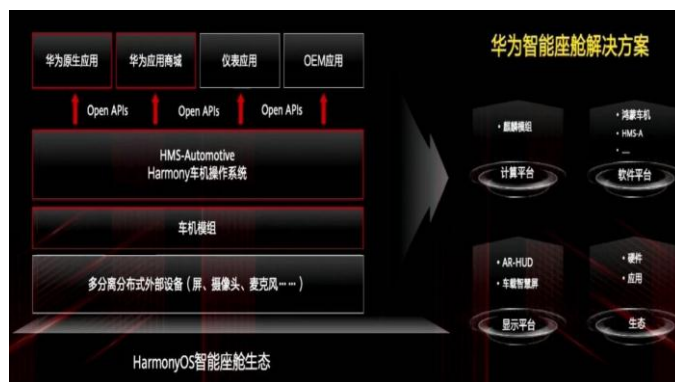 华为智能座舱解决方案
华为原生应用
华为应用商城
仪表应用
OEM应用
Open APIs
Open APIs
Open APIs
HMS-Automotive
Harmony车机操作系统
车机模组
多分离分布式外部设备（屏、摄像头、麦克风……）
HarmonyOS智能座舱生态
• 麒麟模组
计算平台
• 鸿蒙车机
• HMS-A
• ....
软件平台
• AR-HUD
• 车载智慧屏
显示平台
• 硬件
• 应用
生态